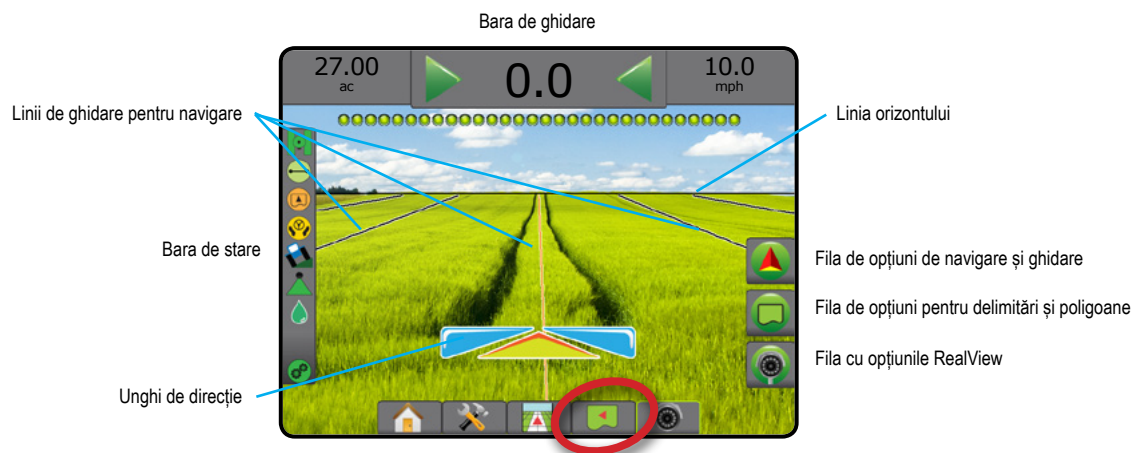 Bara de ghidare
27.00
ac
0.0
10.0
mph
Linii de ghidare pentru navigare
Linia orizontului
Bara de stare
Fila de opțiuni de navigare și ghidare
Fila de opțiuni pentru delimitări și poligoane
Fila cu opțiunile RealView
Unghi de direcție